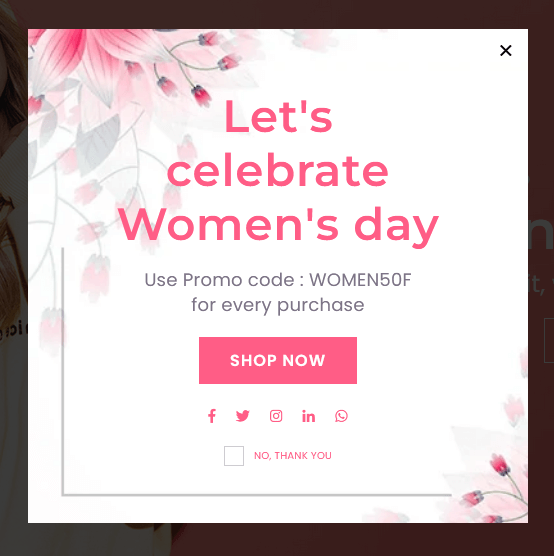 Let's
celebrate
Women's day
Use Promo code : WOMEN50F
for every purchase
SHOP NOW
NO, THANK YOU